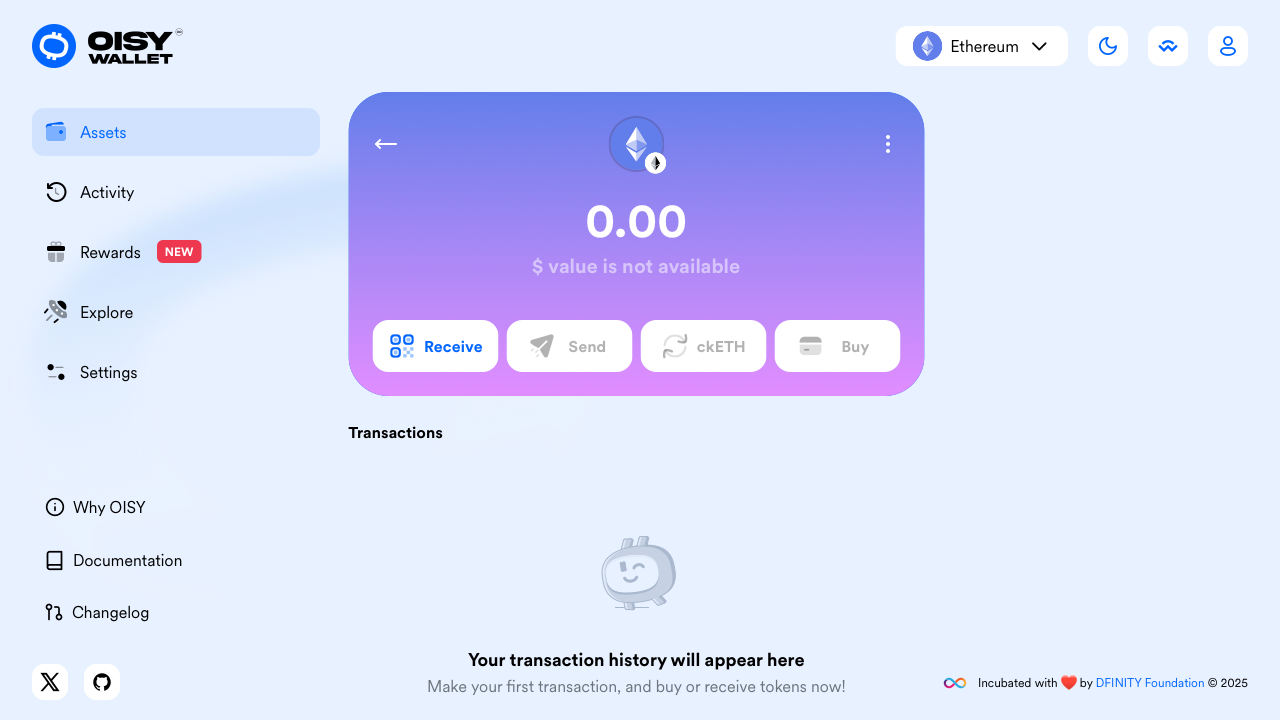 OISY
WALLET
Ethereum
Assets
Activity
Rewards NEW
Explore
Settings
Why OISY
Documentation
Changelog
0.00
$ value is not available
Receive
Send
ckETH
Buy
Transactions
Your transaction history will appear here
Make your first transaction, and buy or receive tokens now!
Incubated with ❤️ by DFINITY Foundation © 2025